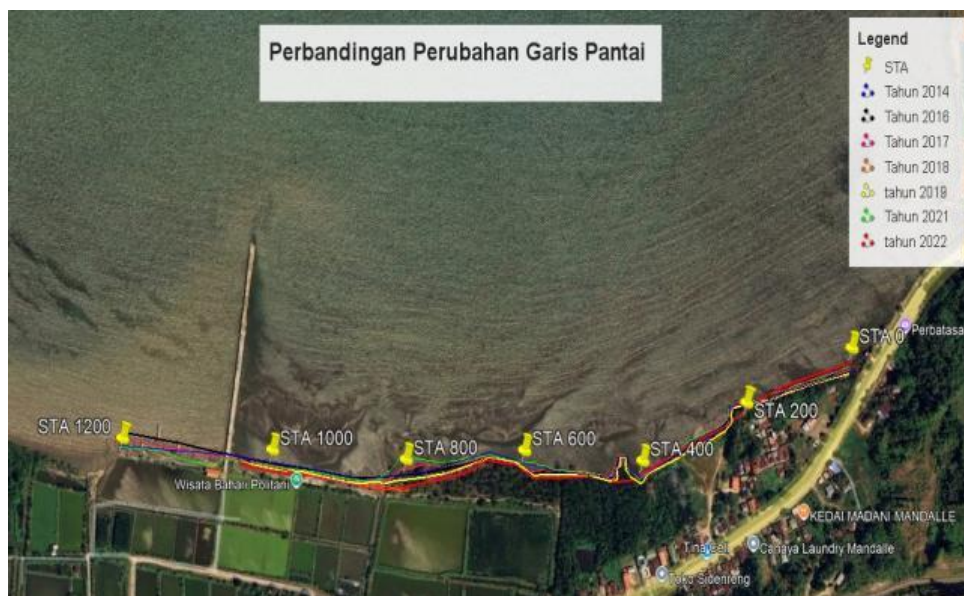 Perbandingan Perubahan Garis Pantai
Legend
STA
Tahun 2014
Tahun 2016
Tahun 2017
Tahun 2018
tahun 2019
Tahun 2021
tahun 2022
STA 0
Perbatasa
STA 200
STA 1200
STA 1000
STA 800
STA 600
STA 400
Wisata Bahari Politani
KEDAI MADANI MANDALLE
Cahaya Laundry Mandalle
Toko Sidenreng